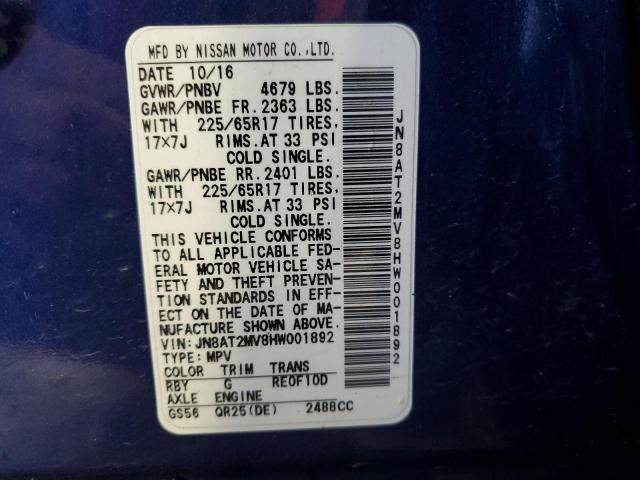 MFD BY NISSAN MOTOR CO.,LTD.
DATE 10/16
GVWR/PNBV 4679 LBS.
GAWR/PNBE FR. 2363 LBS.
WITH 225/65R17 TIRES,
17×7J RIMS.AT 33 PSI
COLD SINGLE.
GAWR/PNBE RR. 2401 LBS.
WITH 225/65R17 TIRES,
17×7J RIMS.AT 33 PSI
COLD SINGLE.
THIS VEHICLE CONFORMS
TO ALL APPLICABLE FED-
ERAL MOTOR VEHICLE SA-
FETY AND THEFT PREVEN-
TION STANDARDS IN EFF-
ECT ON THE DATE OF MA-
NUFACTURE SHOWN ABOVE.
VIN: JN8AT2MV8HW001892
TYPE: MPV
COLOR TRIM TRANS
RBY G RE0F10D
AXLE ENGINE
GS56 QR25(DE) 2488CC
JN8AT2MV8HW001892